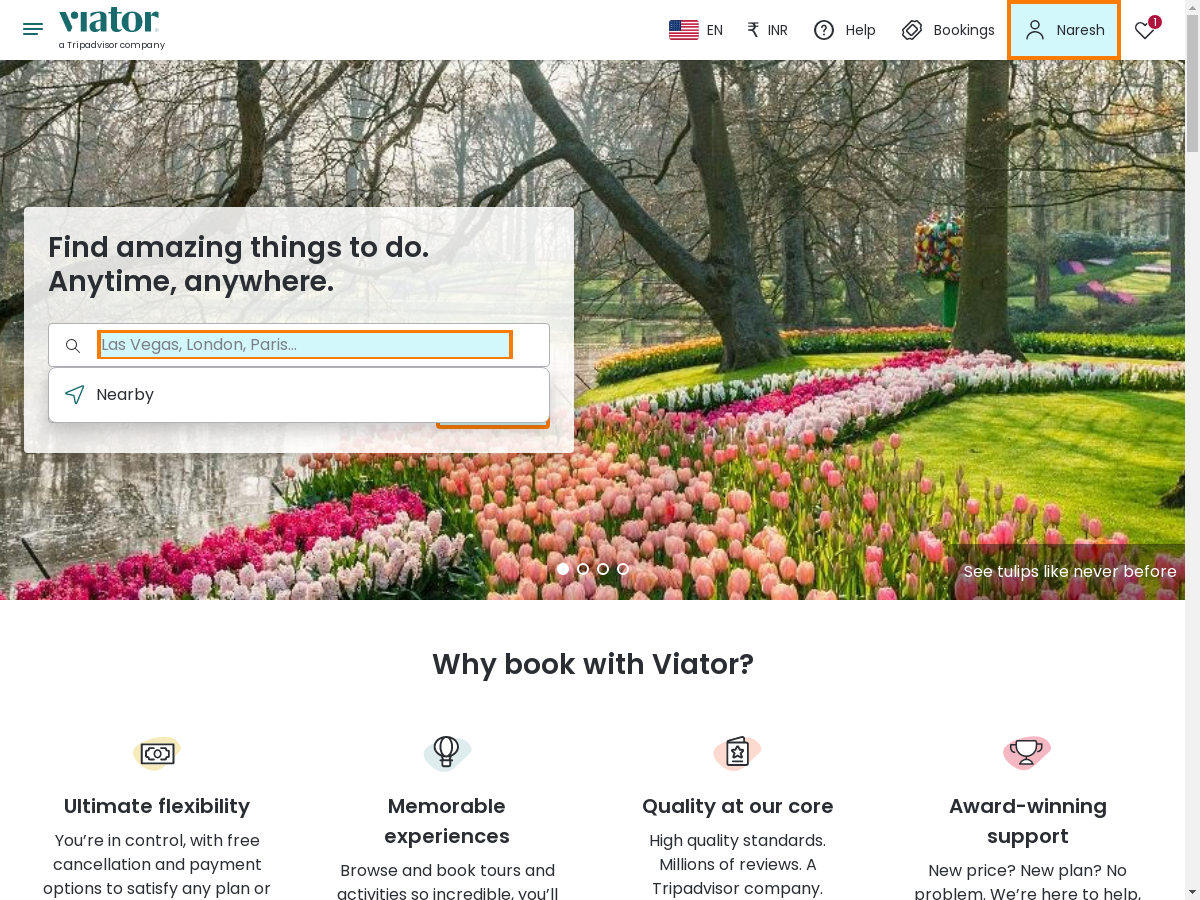 viator
a Tripadvisor company
EN
₹ INR
Help
Bookings
Naresh
1
Find amazing things to do.
Anytime, anywhere.
Las Vegas, London, Paris...
Nearby
See tulips like never before
Why book with Viator?
Ultimate flexibility
You’re in control, with free
cancellation and payment
options to satisfy any plan or
Memorable
experiences
Browse and book tours and
activities so incredible, you’ll
Quality at our core
High quality standards.
Millions of reviews. A
Tripadvisor company.
Award-winning
support
New price? New plan? No
problem. We’re here to help,